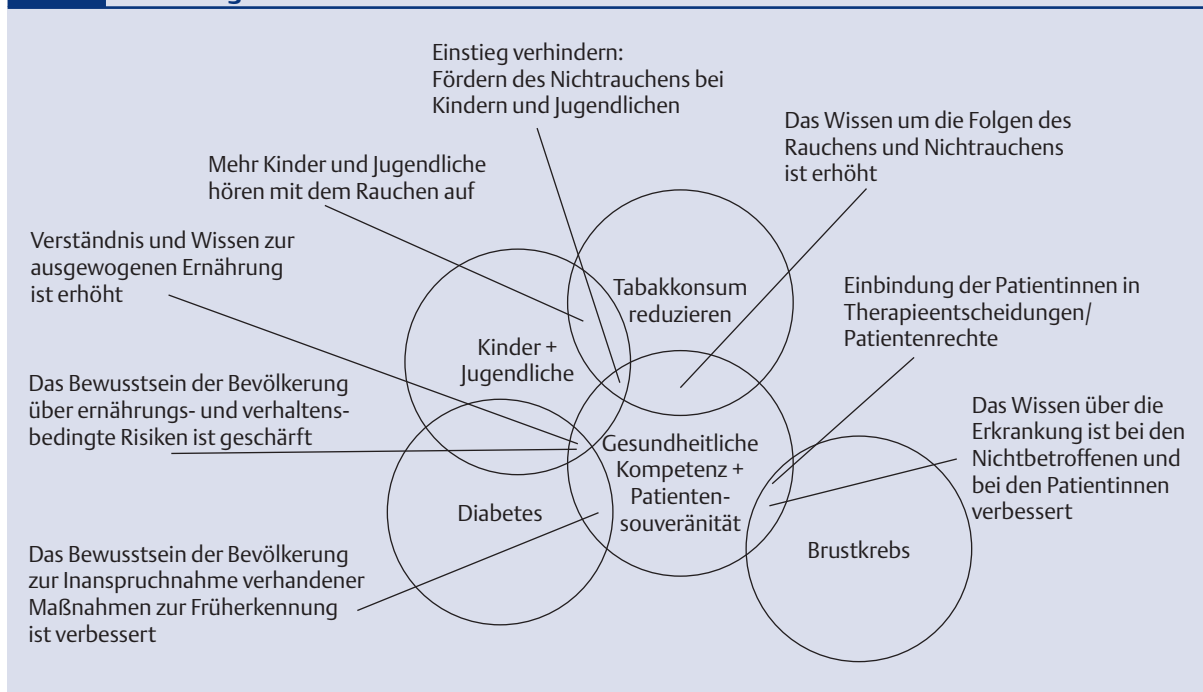 Einstieg verhindern:
Fördern des Nichtrauchens bei
Kindern und Jugendlichen
Das Wissen um die Folgen des
Rauchens und Nichtrauchens
ist erhöht
Mehr Kinder und Jugendliche
hören mit dem Rauchen auf
Verständnis und Wissen zur
ausgewogenen Ernährung
ist erhöht
Tabakkonsum
reduzieren
Einbindung der Patientinnen in
Therapieentscheidungen/
Patientenrechte
Kinder +
Jugendliche
Das Bewusstsein der Bevölkerung
über ernährungs- und verhaltens-
bedingte Risiken ist geschärft
Das Wissen über die
Erkrankung ist bei den
Nichtbetroffenen und
bei den Patientinnen
verbessert
Gesundheitliche
Kompetenz +
Patienten-
souveränität
Diabetes
Brustkrebs
Das Bewusstsein der Bevölkerung
zur Inanspruchnahme verhandener
Maßnahmen zur Früherkennung
ist verbessert